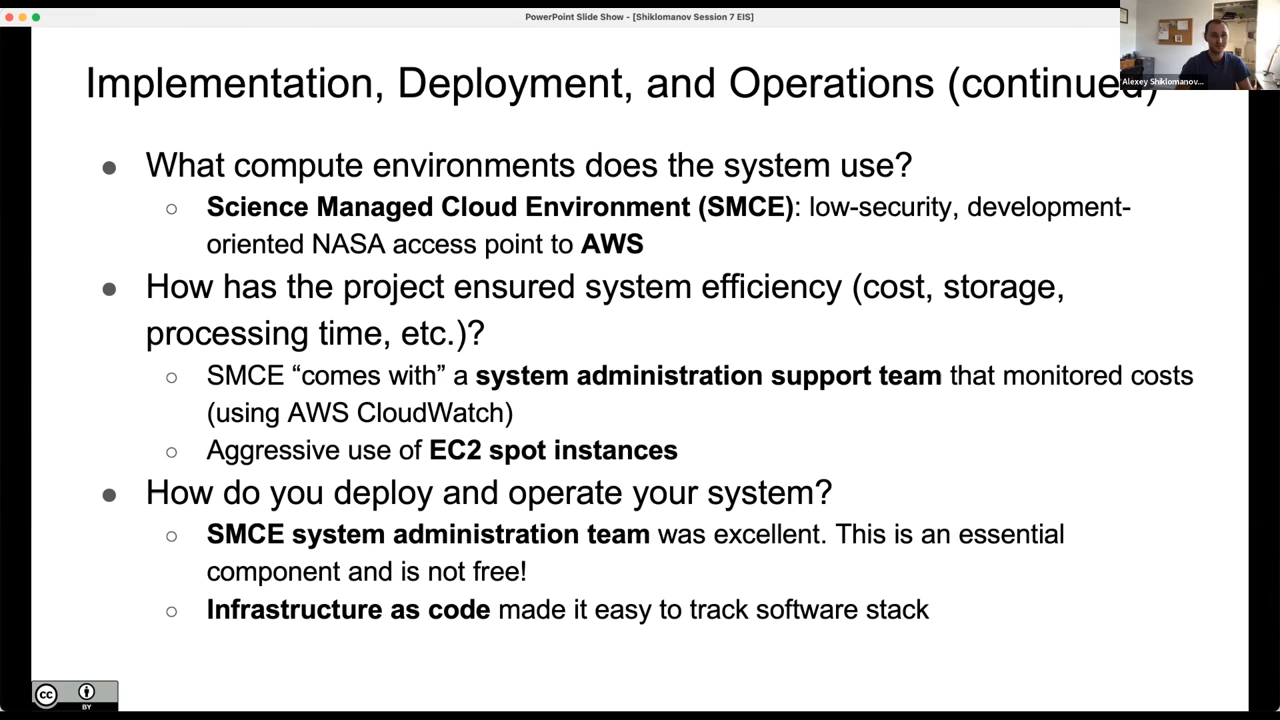 PowerPoint Slide Show - [Shiklomanov Session 7 EIS]
Alexey Shiklomanov...
Implementation, Deployment, and Operations (continued)
● What compute environments does the system use?
○ Science Managed Cloud Environment (SMCE): low-security, development-
oriented NASA access point to AWS
● How has the project ensured system efficiency (cost, storage,
processing time, etc.)?
○ SMCE “comes with” a system administration support team that monitored costs
(using AWS CloudWatch)
○ Aggressive use of EC2 spot instances
● How do you deploy and operate your system?
○ SMCE system administration team was excellent. This is an essential
component and is not free!
○ Infrastructure as code made it easy to track software stack
cc
BY